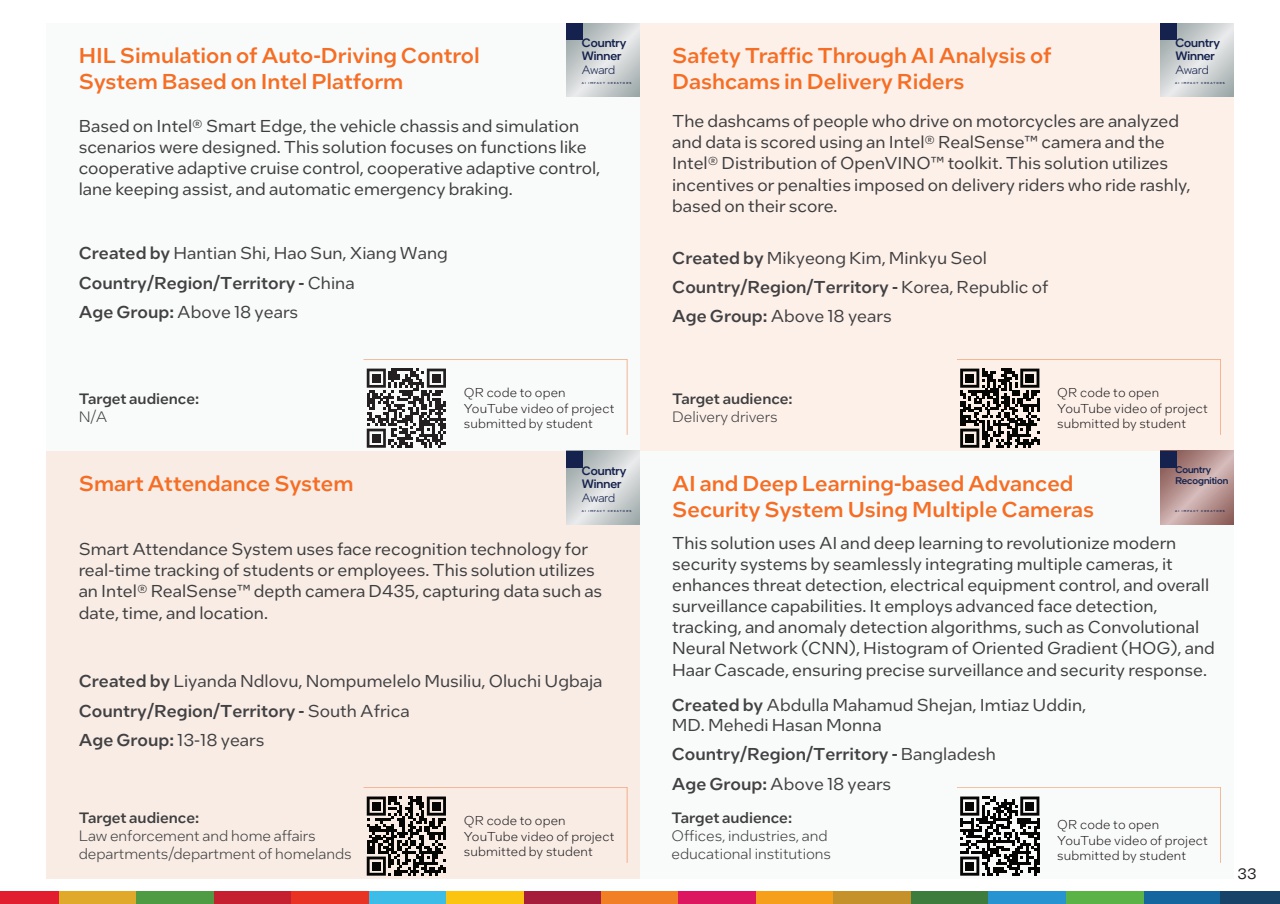 HIL Simulation of Auto-Driving Control
System Based on Intel Platform
Country
Winner
Award
AI IMPACT CREATORS
Based on Intel® Smart Edge, the vehicle chassis and simulation
scenarios were designed. This solution focuses on functions like
cooperative adaptive cruise control, cooperative adaptive control,
lane keeping assist, and automatic emergency braking.
Created by Hantian Shi, Hao Sun, Xiang Wang
Country/Region/Territory - China
Age Group: Above 18 years
Target audience:
N/A
QR code to open
YouTube video of project
submitted by student
Safety Traffic Through AI Analysis of
Dashcams in Delivery Riders
Country
Winner
Award
AI IMPACT CREATORS
The dashcams of people who drive on motorcycles are analyzed
and data is scored using an Intel® RealSense™ camera and the
Intel® Distribution of OpenVINO™ toolkit. This solution utilizes
incentives or penalties imposed on delivery riders who ride rashly,
based on their score.
Created by Mikyeong Kim, Minkyu Seol
Country/Region/Territory - Korea, Republic of
Age Group: Above 18 years
Target audience:
Delivery drivers
QR code to open
YouTube video of project
submitted by student
Smart Attendance System
Country
Winner
Award
AI IMPACT CREATORS
Smart Attendance System uses face recognition technology for
real-time tracking of students or employees. This solution utilizes
an Intel® RealSense™ depth camera D435, capturing data such as
date, time, and location.
Created by Liyanda Ndlovu, Nompumelelo Musiliu, Oluchi Ugbaja
Country/Region/Territory - South Africa
Age Group: 13-18 years
Target audience:
Law enforcement and home affairs
departments/department of homelands
QR code to open
YouTube video of project
submitted by student
AI and Deep Learning-based Advanced
Security System Using Multiple Cameras
Country
Recognition
AI IMPACT CREATORS
This solution uses AI and deep learning to revolutionize modern
security systems by seamlessly integrating multiple cameras, it
enhances threat detection, electrical equipment control, and overall
surveillance capabilities. It employs advanced face detection,
tracking, and anomaly detection algorithms, such as Convolutional
Neural Network (CNN), Histogram of Oriented Gradient (HOG), and
Haar Cascade, ensuring precise surveillance and security response.
Created by Abdulla Mahamud Shejan, Imtiaz Uddin,
MD. Mehedi Hasan Monna
Country/Region/Territory - Bangladesh
Age Group: Above 18 years
Target audience:
Offices, industries, and
educational institutions
QR code to open
YouTube video of project
submitted by student
33